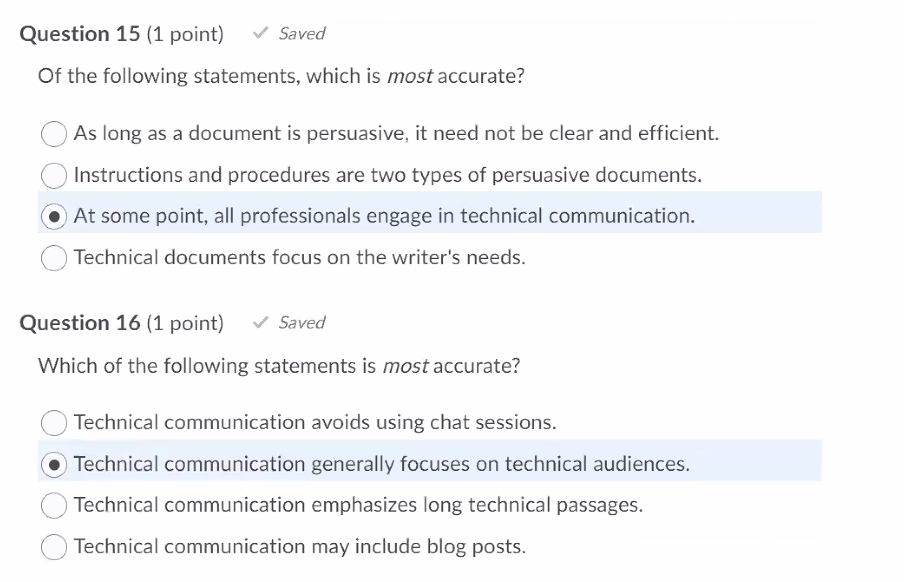 Question 15 (1 point) ✓ Saved
Of the following statements, which is most accurate?
As long as a document is persuasive, it need not be clear and efficient.
Instructions and procedures are two types of persuasive documents.
At some point, all professionals engage in technical communication.
Technical documents focus on the writer's needs.
Question 16 (1 point) ✓ Saved
Which of the following statements is most accurate?
Technical communication avoids using chat sessions.
Technical communication generally focuses on technical audiences.
Technical communication emphasizes long technical passages.
Technical communication may include blog posts.